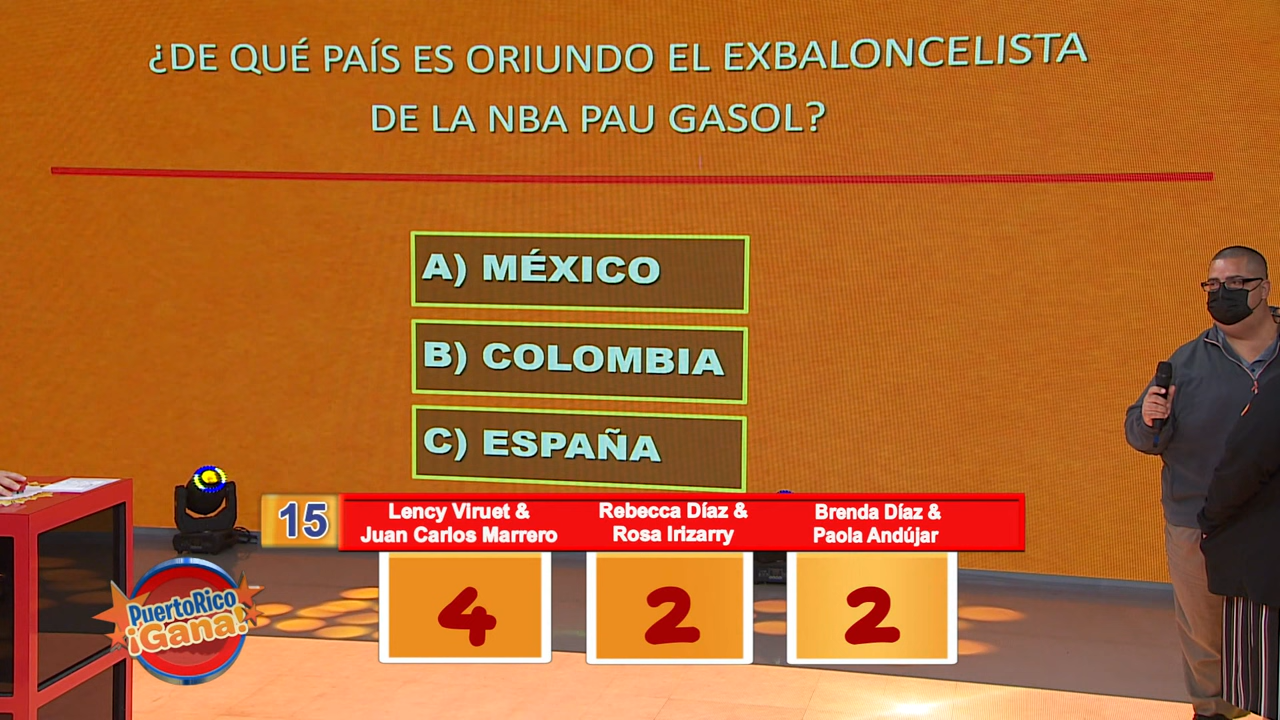 ¿DE QUÉ PAÍS ES ORIUNDO EL EXBALONCELISTA
DE LA NBA PAU GASOL?
A) MÉXICO
B) COLOMBIA
C) ESPAÑA
15
Lency Viruet &
Juan Carlos Marrero
Rebecca Díaz &
Rosa Irizarry
Brenda Díaz &
Paola Andújar
4
2
2
PuertoRico
¡Gana!